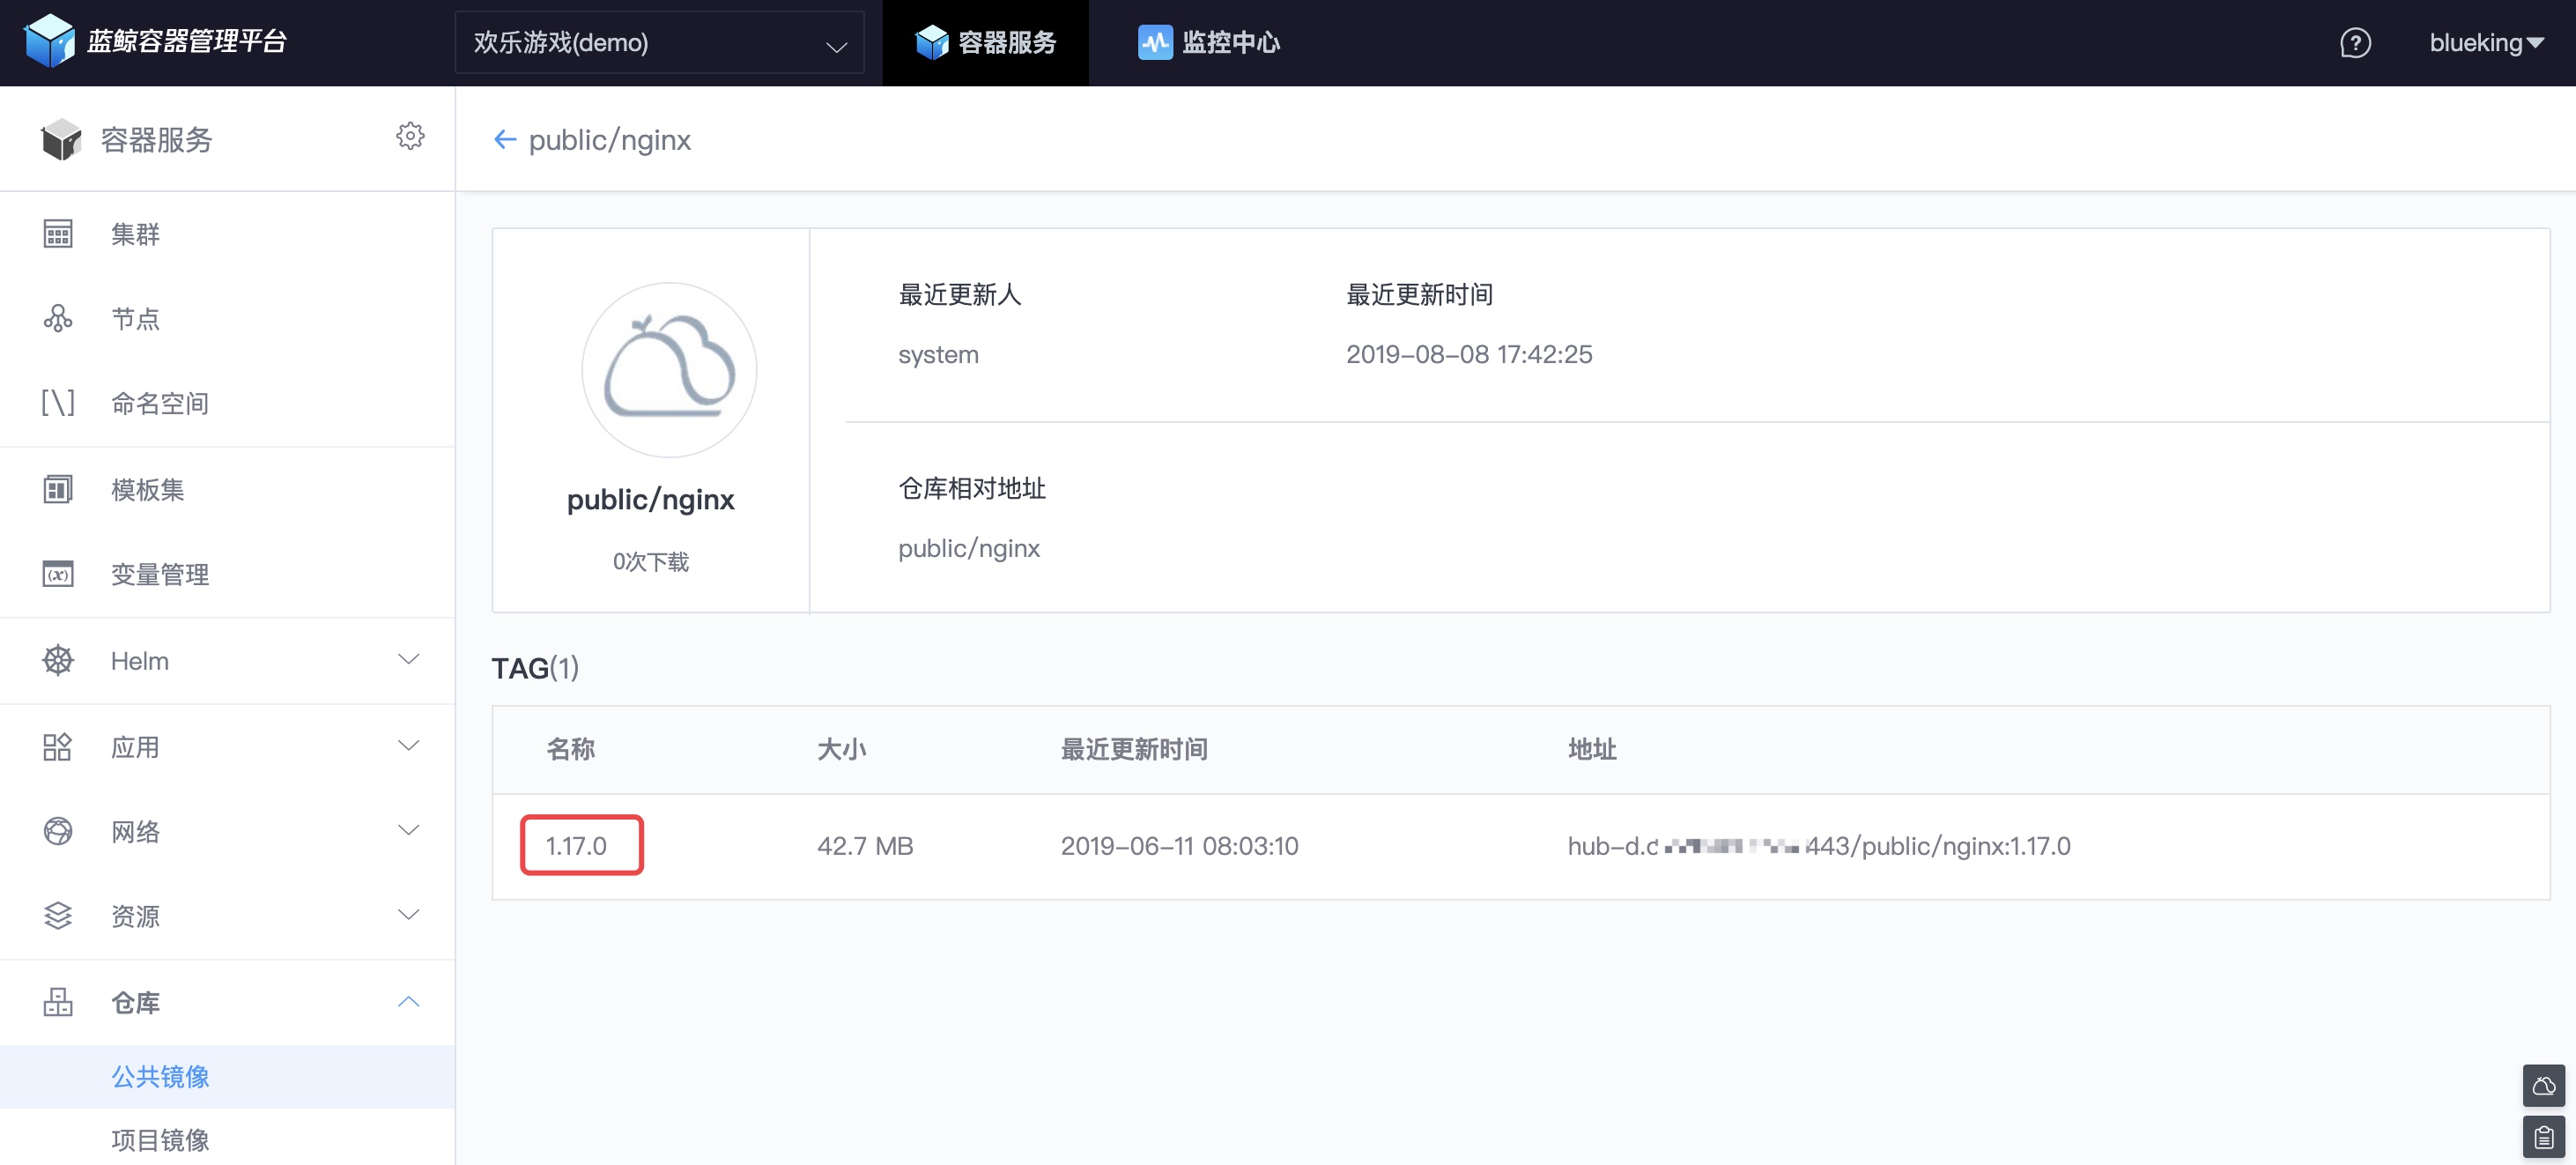 蓝鲸容器管理平台
欢乐游戏(demo)
容器服务
监控中心
blueking
容器服务
public/nginx
集群
节点
命名空间
模板集
变量管理
Helm
应用
网络
资源
仓库
公共镜像
项目镜像
public/nginx
0次下载
最近更新人
最近更新时间
system
2019-08-08 17:42:25
仓库相对地址
public/nginx
TAG(1)
名称 大小 最近更新时间 地址
1.17.0 42.7 MB 2019-06-11 08:03:10 hub-d. 443/public/nginx:1.17.0